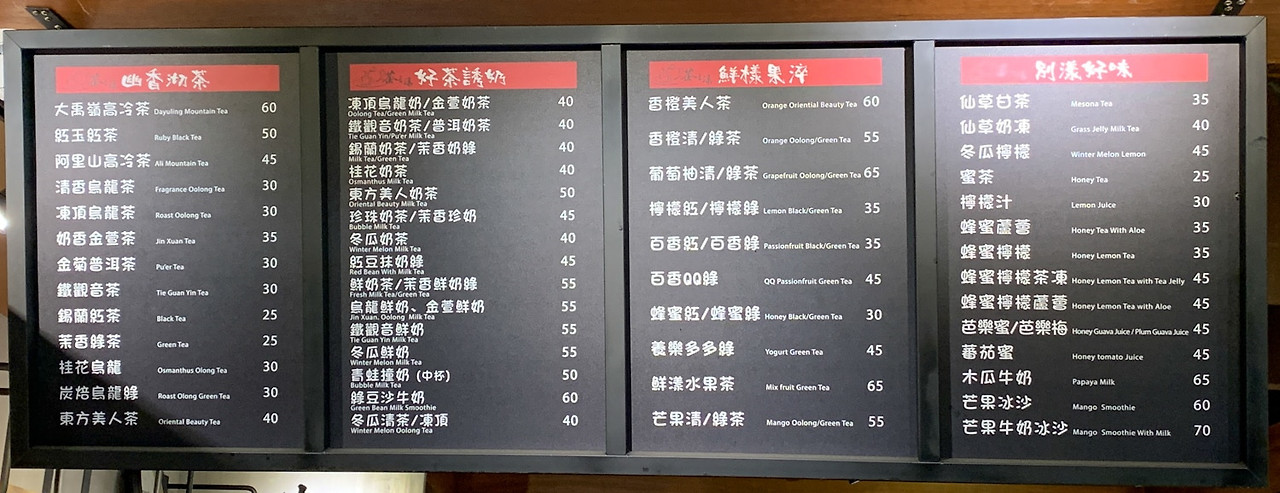 幽香沏茶
大禹嶺高冷茶 Dayuling Mountain Tea 60
紅玉紅茶 Ruby Black Tea 50
阿里山高冷茶 Ali Mountain Tea 45
清香烏龍茶 Fragrance Oolong Tea 30
凍頂烏龍茶 Roast Oolong Tea 30
奶香金萱茶 Jin Xuan Tea 35
金菊普洱茶 Pu'er Tea 30
鐵觀音茶 Tie Guan Yin Tea 30
錫蘭紅茶 Black Tea 25
茉香綠茶 Green Tea 25
桂花烏龍 Osmanthus Olong Tea 30
炭焙烏龍綠 Roast Olong Green Tea 30
東方美人茶 Oriental Beauty Tea 40
好茶誘奶
凍頂烏龍奶/金萱奶茶 40
Oolong Tea/Green Milk Tea
鐵觀音奶茶/普洱奶茶 40
Tie Guan Yin/Pu'er Milk Tea
錫蘭奶茶/茉香奶綠 40
Milk Tea/Green Tea
桂花奶茶 40
Osmanthus Milk Tea
東方美人奶茶 50
Oriental Beauty Milk Tea
珍珠奶茶/茉香珍奶 45
Bubble Milk Tea
冬瓜奶茶 40
Winter Melon Milk Tea
紅豆抹奶綠 45
Red Bean With Milk Tea
鮮奶茶/茉香鮮奶綠 55
Fresh Milk Tea/Green Tea
烏龍鮮奶、金萱鮮奶 55
Jin Xuan. Oolong Milk Tea
鐵觀音鮮奶 55
Tie Guan Yin Milk Tea
冬瓜鮮奶 55
Winter Melon Milk Tea
青蛙撞奶 (中杯) 50
Bubble Milk Tea
綠豆沙牛奶 60
Green Bean Milk Smoothie
冬瓜清茶/凍頂 40
Winter Melon Oolong Tea
鮮樣果淬
香橙美人茶 Orange Oriential Beauty Tea 60
香橙清/綠茶 Orange Oolong/Green Tea 55
葡萄柚清/綠茶 Grapefruit Oolong/Green Tea 65
檸檬紅/檸檬綠 Lemon Black/Green Tea 35
百香紅/百香綠 Passionfruit Black/Green Tea 35
百香QQ綠 QQ Passionfruit Green Tea 45
蜂蜜紅/蜂蜜綠 Honey Black/Green Tea 30
養樂多多綠 Yogurt Green Tea 45
鮮漾水果茶 Mix fruit Green Tea 65
芒果清/綠茶 Mango Oolong/Green Tea 55
別漾好味
仙草甘茶 Mesona Tea 35
仙草奶凍 Grass Jelly Milk Tea 40
冬瓜檸檬 Winter Melon Lemon 45
蜜茶 Honey Tea 25
檸檬汁 Lemon Juice 30
蜂蜜蘆薈 Honey Tea With Aloe 35
蜂蜜檸檬 Honey Lemon Tea 35
蜂蜜檸檬茶凍 Honey Lemon Tea with Tea Jelly 45
蜂蜜檸檬蘆薈 Honey Lemon Tea with Aloe 45
芭樂蜜/芭樂梅 Honey Guava Juice / Plum Guava Juice 45
蕃茄蜜 Honey tomato Juice 45
木瓜牛奶 Papaya Milk 65
芒果冰沙 Mango Smoothie 60
芒果牛奶冰沙 Mango Smoothie With Milk 70